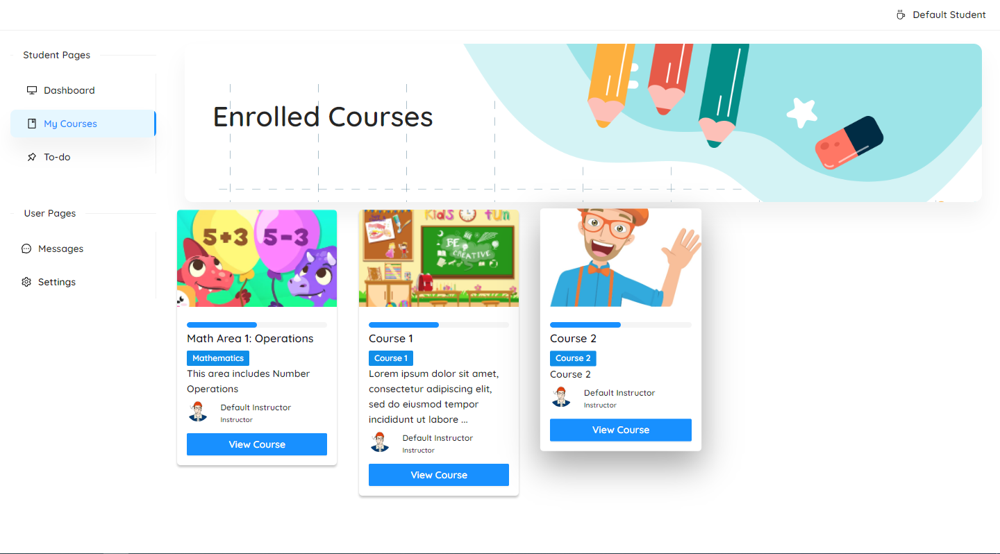 Default Student
Student Pages
Dashboard
My Courses
To-do
User Pages
Messages
Settings
Enrolled Courses
5+3 5-3
Math Area 1: Operations
Mathematics
This area includes Number
Operations
Default Instructor
Instructor
View Course
Kids fun
BE
CREATIVE
Course 1
Course 1
Lorem ipsum dolor sit amet,
consectetur adipiscing elit,
sed do eiusmod tempor
incididunt ut labore ...
Default Instructor
Instructor
View Course
Course 2
Course 2
Course 2
Default Instructor
Instructor
View Course